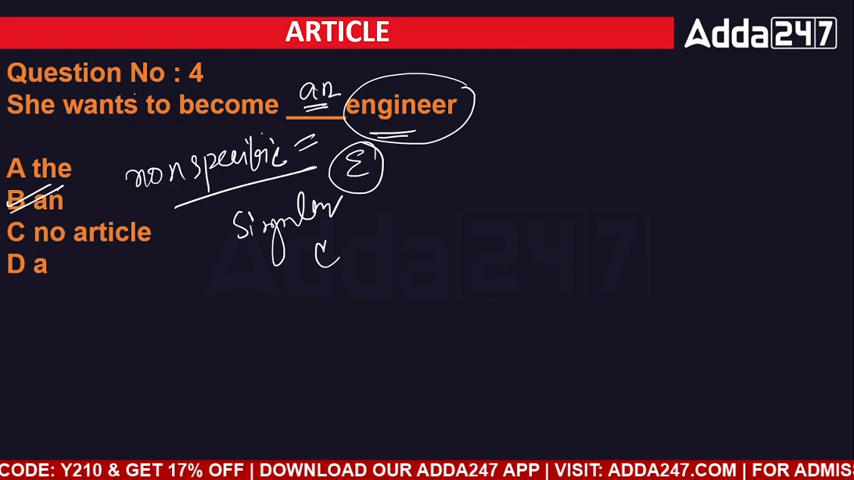 ARTICLE
Adda247
Question No : 4
She wants to become ____ engineer
an
A the
nonspecific =
B an
singular
C no article
C
D a
CODE: Y210 & GET 17% OFF | DOWNLOAD OUR ADDA247 APP | VISIT: ADDA247.COM | FOR ADMIS